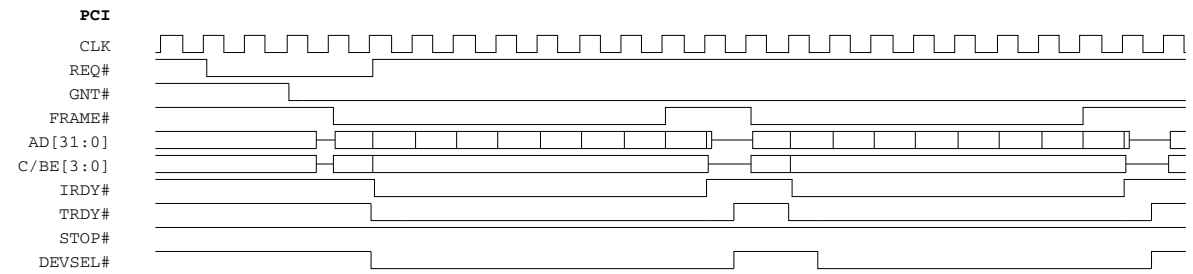 PCI
CLK
REQ#
GNT#
FRAME#
AD[31:0]
C/BE[3:0]
IRDY#
TRDY#
STOP#
DEVSEL#